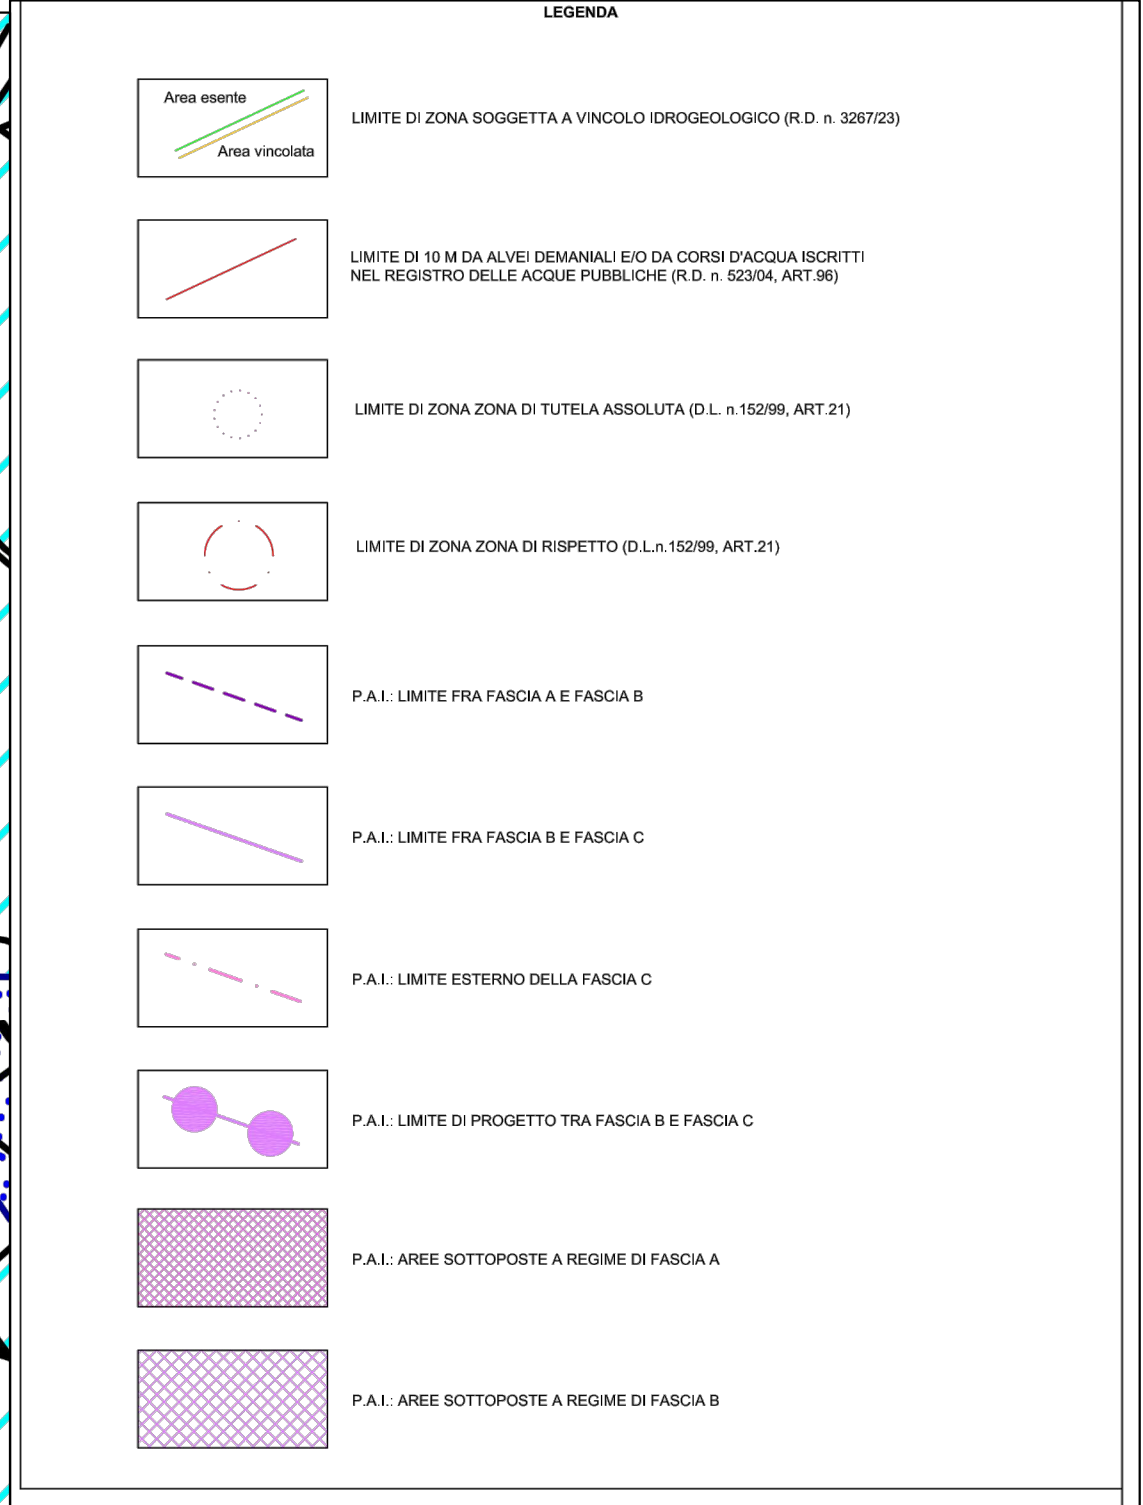 LEGENDA
Area esente
Area vincolata
LIMITE DI ZONA SOGGETTA A VINCOLO IDROGEOLOGICO (R.D. n. 3267/23)
LIMITE DI 10 M DA ALVEI DEMANIALI E/O DA CORSI D'ACQUA ISCRITTI
NEL REGISTRO DELLE ACQUE PUBBLICHE (R.D. n. 523/04, ART.96)
LIMITE DI ZONA ZONA DI TUTELA ASSOLUTA (D.L. n.152/99, ART.21)
LIMITE DI ZONA ZONA DI RISPETTO (D.L.n.152/99, ART.21)
P.A.I.: LIMITE FRA FASCIA A E FASCIA B
P.A.I.: LIMITE FRA FASCIA B E FASCIA C
P.A.I.: LIMITE ESTERNO DELLA FASCIA C
P.A.I.: LIMITE DI PROGETTO TRA FASCIA B E FASCIA C
P.A.I.: AREE SOTTOPOSTE A REGIME DI FASCIA A
P.A.I.: AREE SOTTOPOSTE A REGIME DI FASCIA B